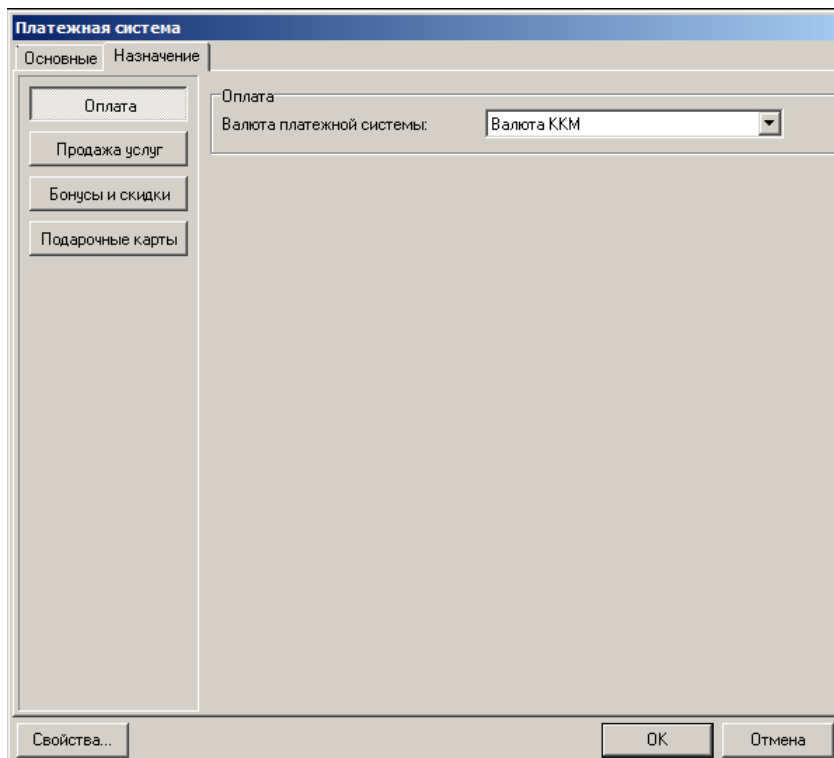 Платежная система
Основные Назначение
Оплата
Продажа услуг
Бонусы и скидки
Подарочные карты
Оплата
Валюта платежной системы: Валюта ККМ
Свойства... OK Отмена